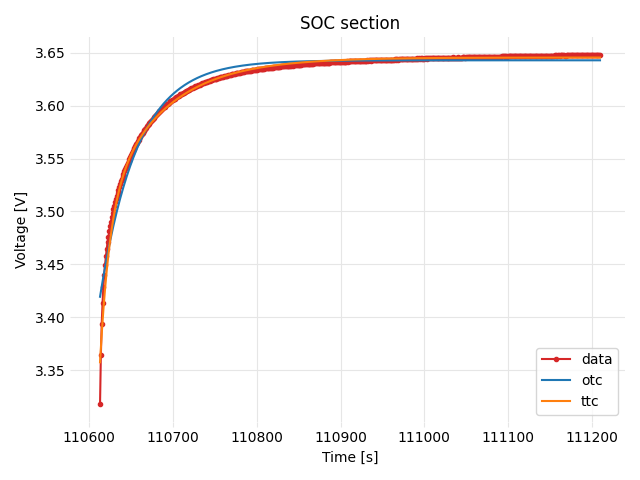 SOC section
Voltage [V]
3.65
3.60
3.55
3.50
3.45
3.40
3.35
data
otc
ttc
110600 110700 110800 110900 111000 111100 111200
Time [s]